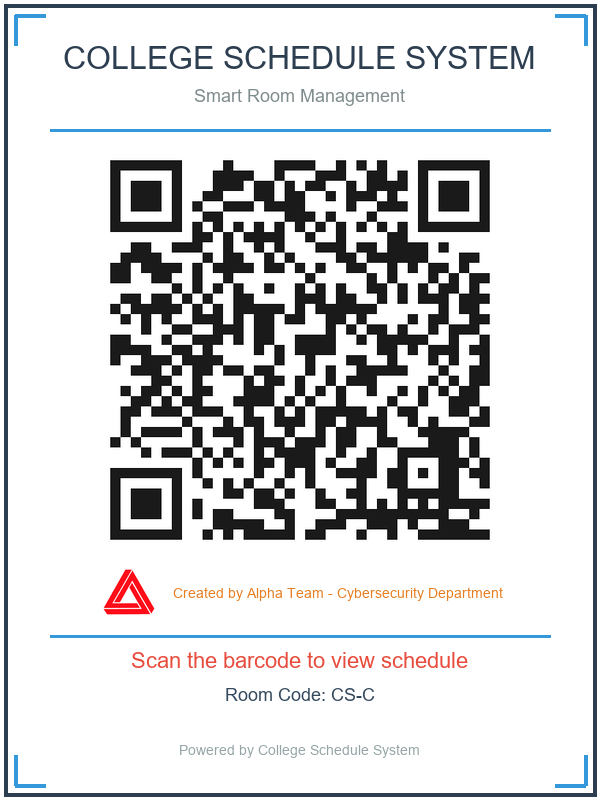 COLLEGE SCHEDULE SYSTEM
Smart Room Management
Created by Alpha Team - Cybersecurity Department
Scan the barcode to view schedule
Room Code: CS-C
Powered by College Schedule System